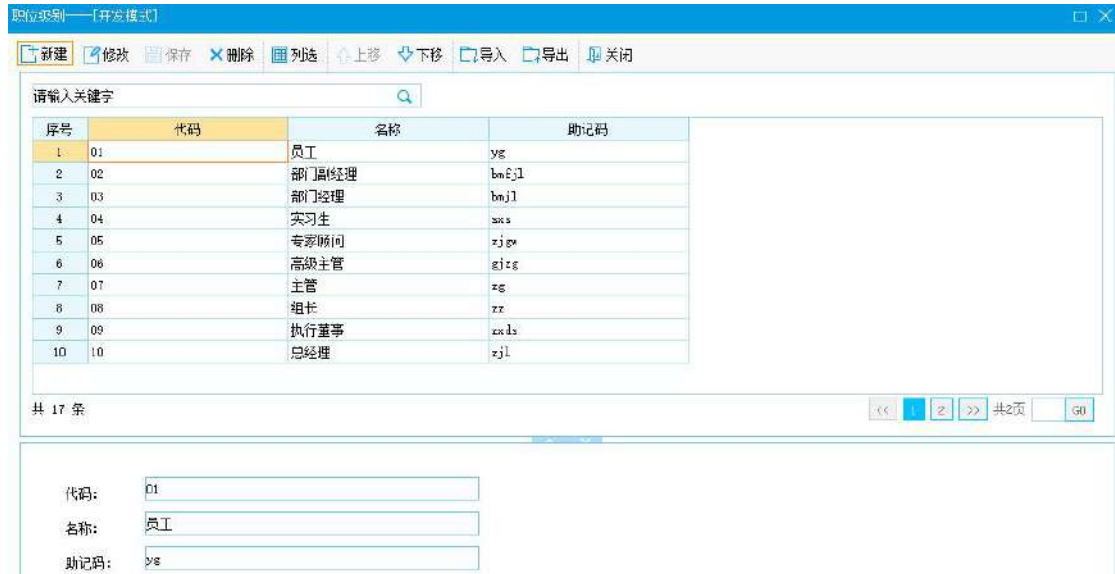 职位级别——[开发模式]
新建 修改 保存 删除 列选 上移 下移 导入 导出 关闭
请输入关键字
序号 代码 名称 助记码
1 01 员工 yg
2 02 部门副经理 bmfjl
3 03 部门经理 bmjl
4 04 实习生 sxs
5 05 专家顾问 zjgw
6 06 高级主管 gjzg
7 07 主管 zg
8 08 组长 zz
9 09 执行董事 zxds
10 10 总经理 zjl
共 17 条 << 1 2 >> 共2页 GO
代码: 01
名称: 员工
助记码: yg